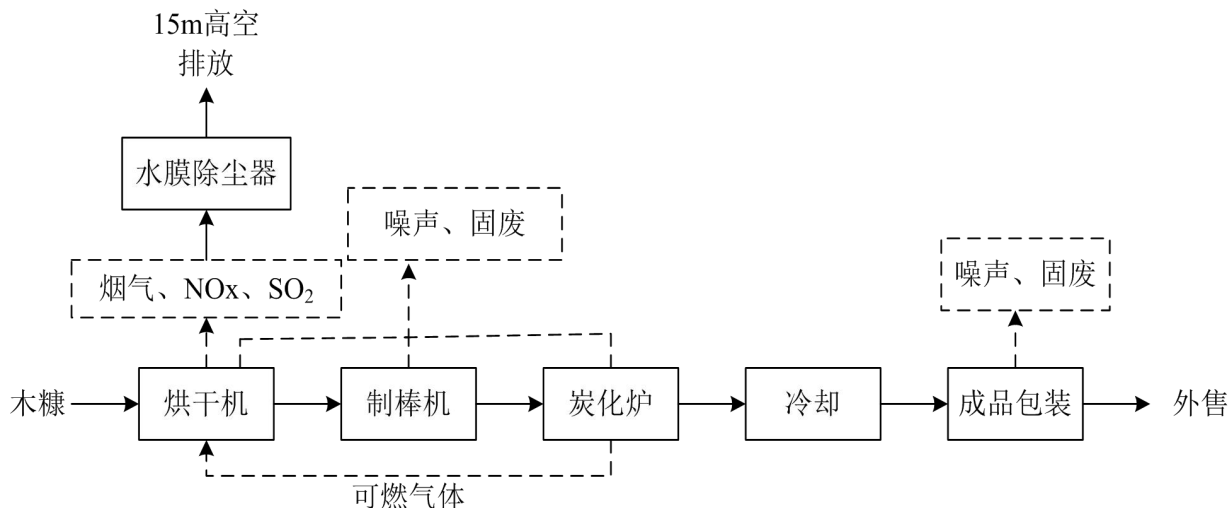 15m高空
排放
水膜除尘器
噪声、固废
烟气、NOx、SO₂
噪声、固废
木糠
烘干机
制棒机
炭化炉
冷却
成品包装
外售
可燃气体